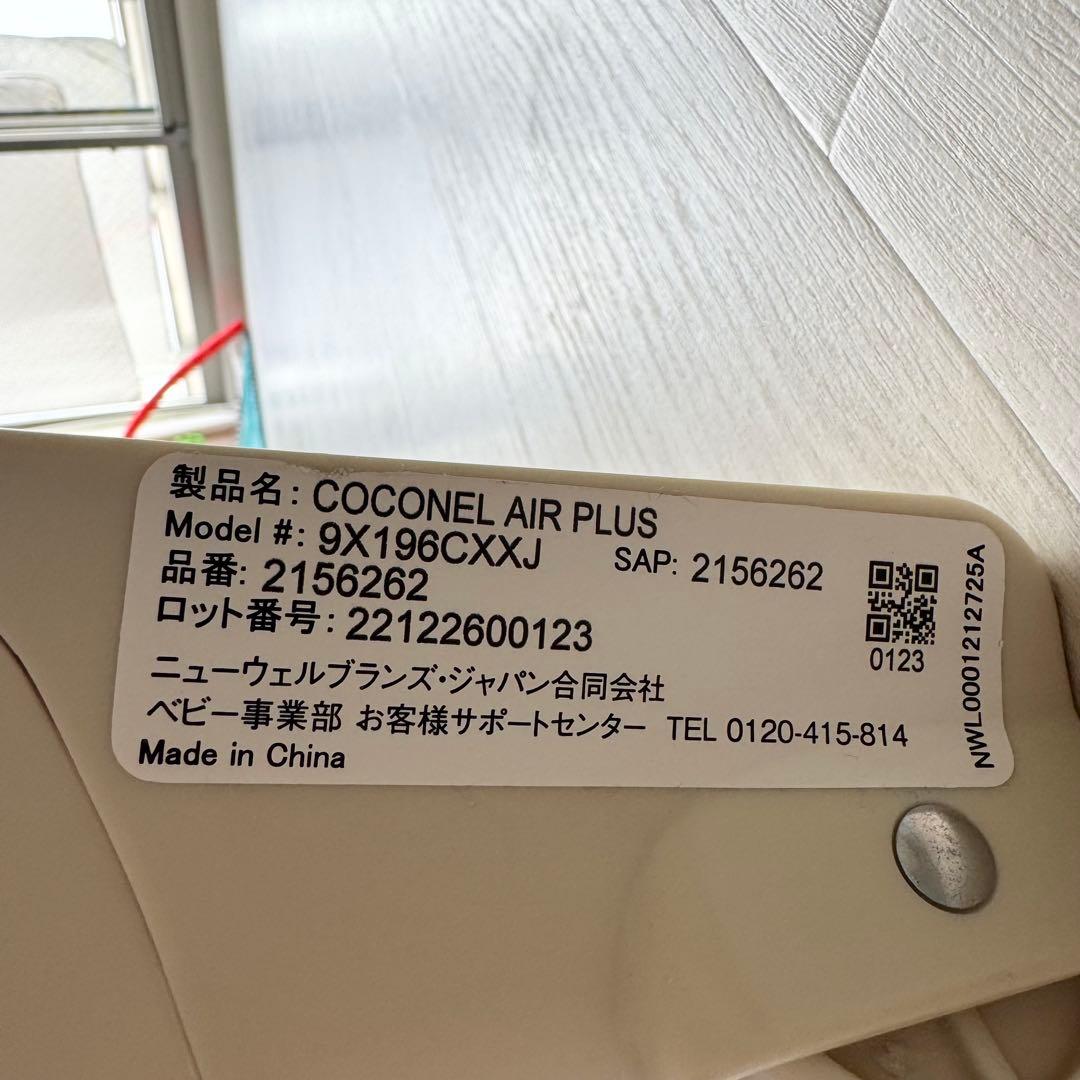 製品名: COCONEL AIR PLUS
Model #: 9X196CXXJ SAP: 2156262
品番: 2156262
ロット番号: 22122600123
0123
ニューウェルブランズ・ジャパン合同会社
ベビー事業部 お客様サポートセンター TEL 0120-415-814
Made in China
NWL0001212725A